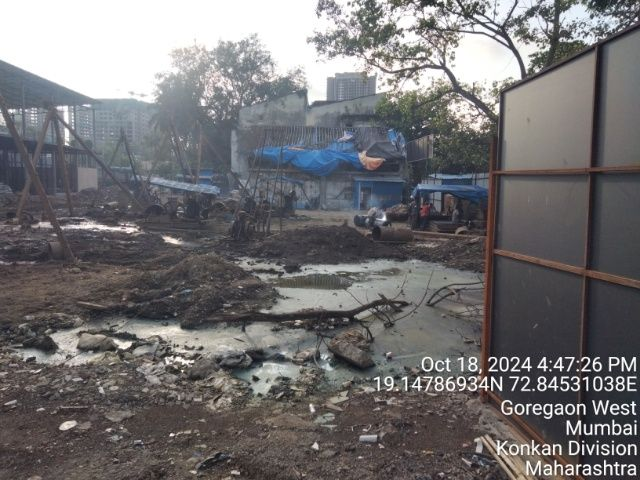 Oct 18, 2024 4:47:26 PM
19.14786934N 72.84531038E
Goregaon West
Mumbai
Konkan Division
Maharashtra